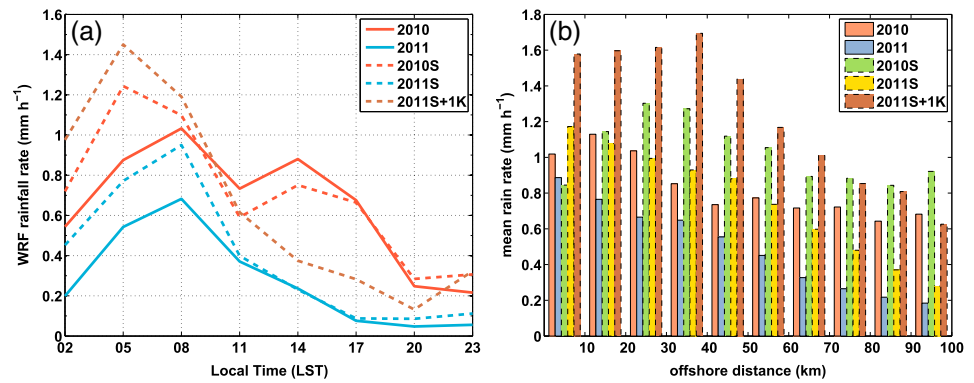 (a)
2010
2011
2010S
2011S
2011S+1K
WRF rainfall rate (mm h⁻¹)
1.6
1.4
1.2
1
0.8
0.6
0.4
0.2
0
02 05 08 11 14 17 20 23
Local Time (LST)
(b)
2010
2011
2010S
2011S
2011S+1K
mean rain rate (mm h⁻¹)
1.8
1.6
1.4
1.2
1
0.8
0.6
0.4
0.2
0
10 20 30 40 50 60 70 80 90 100
offshore distance (km)